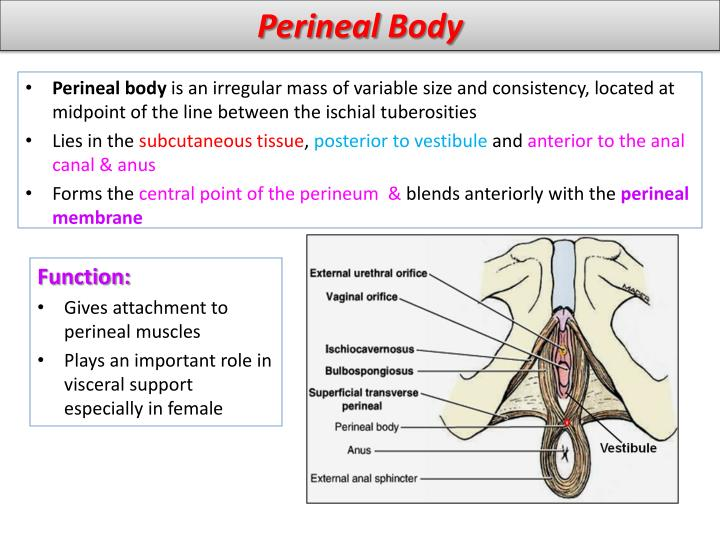 Perineal Body
• Perineal body is an irregular mass of variable size and consistency, located at
midpoint of the line between the ischial tuberosities
• Lies in the subcutaneous tissue, posterior to vestibule and anterior to the anal
canal & anus
• Forms the central point of the perineum & blends anteriorly with the perineal
membrane
Function:
• Gives attachment to
perineal muscles
• Plays an important role in
visceral support
especially in female
External urethral orifice
Vaginal orifice
Ischiocavernosus
Bulbospongiosus
Superficial transverse
perineal
Perineal body
Anus
External anal sphincter
MADER
Vestibule